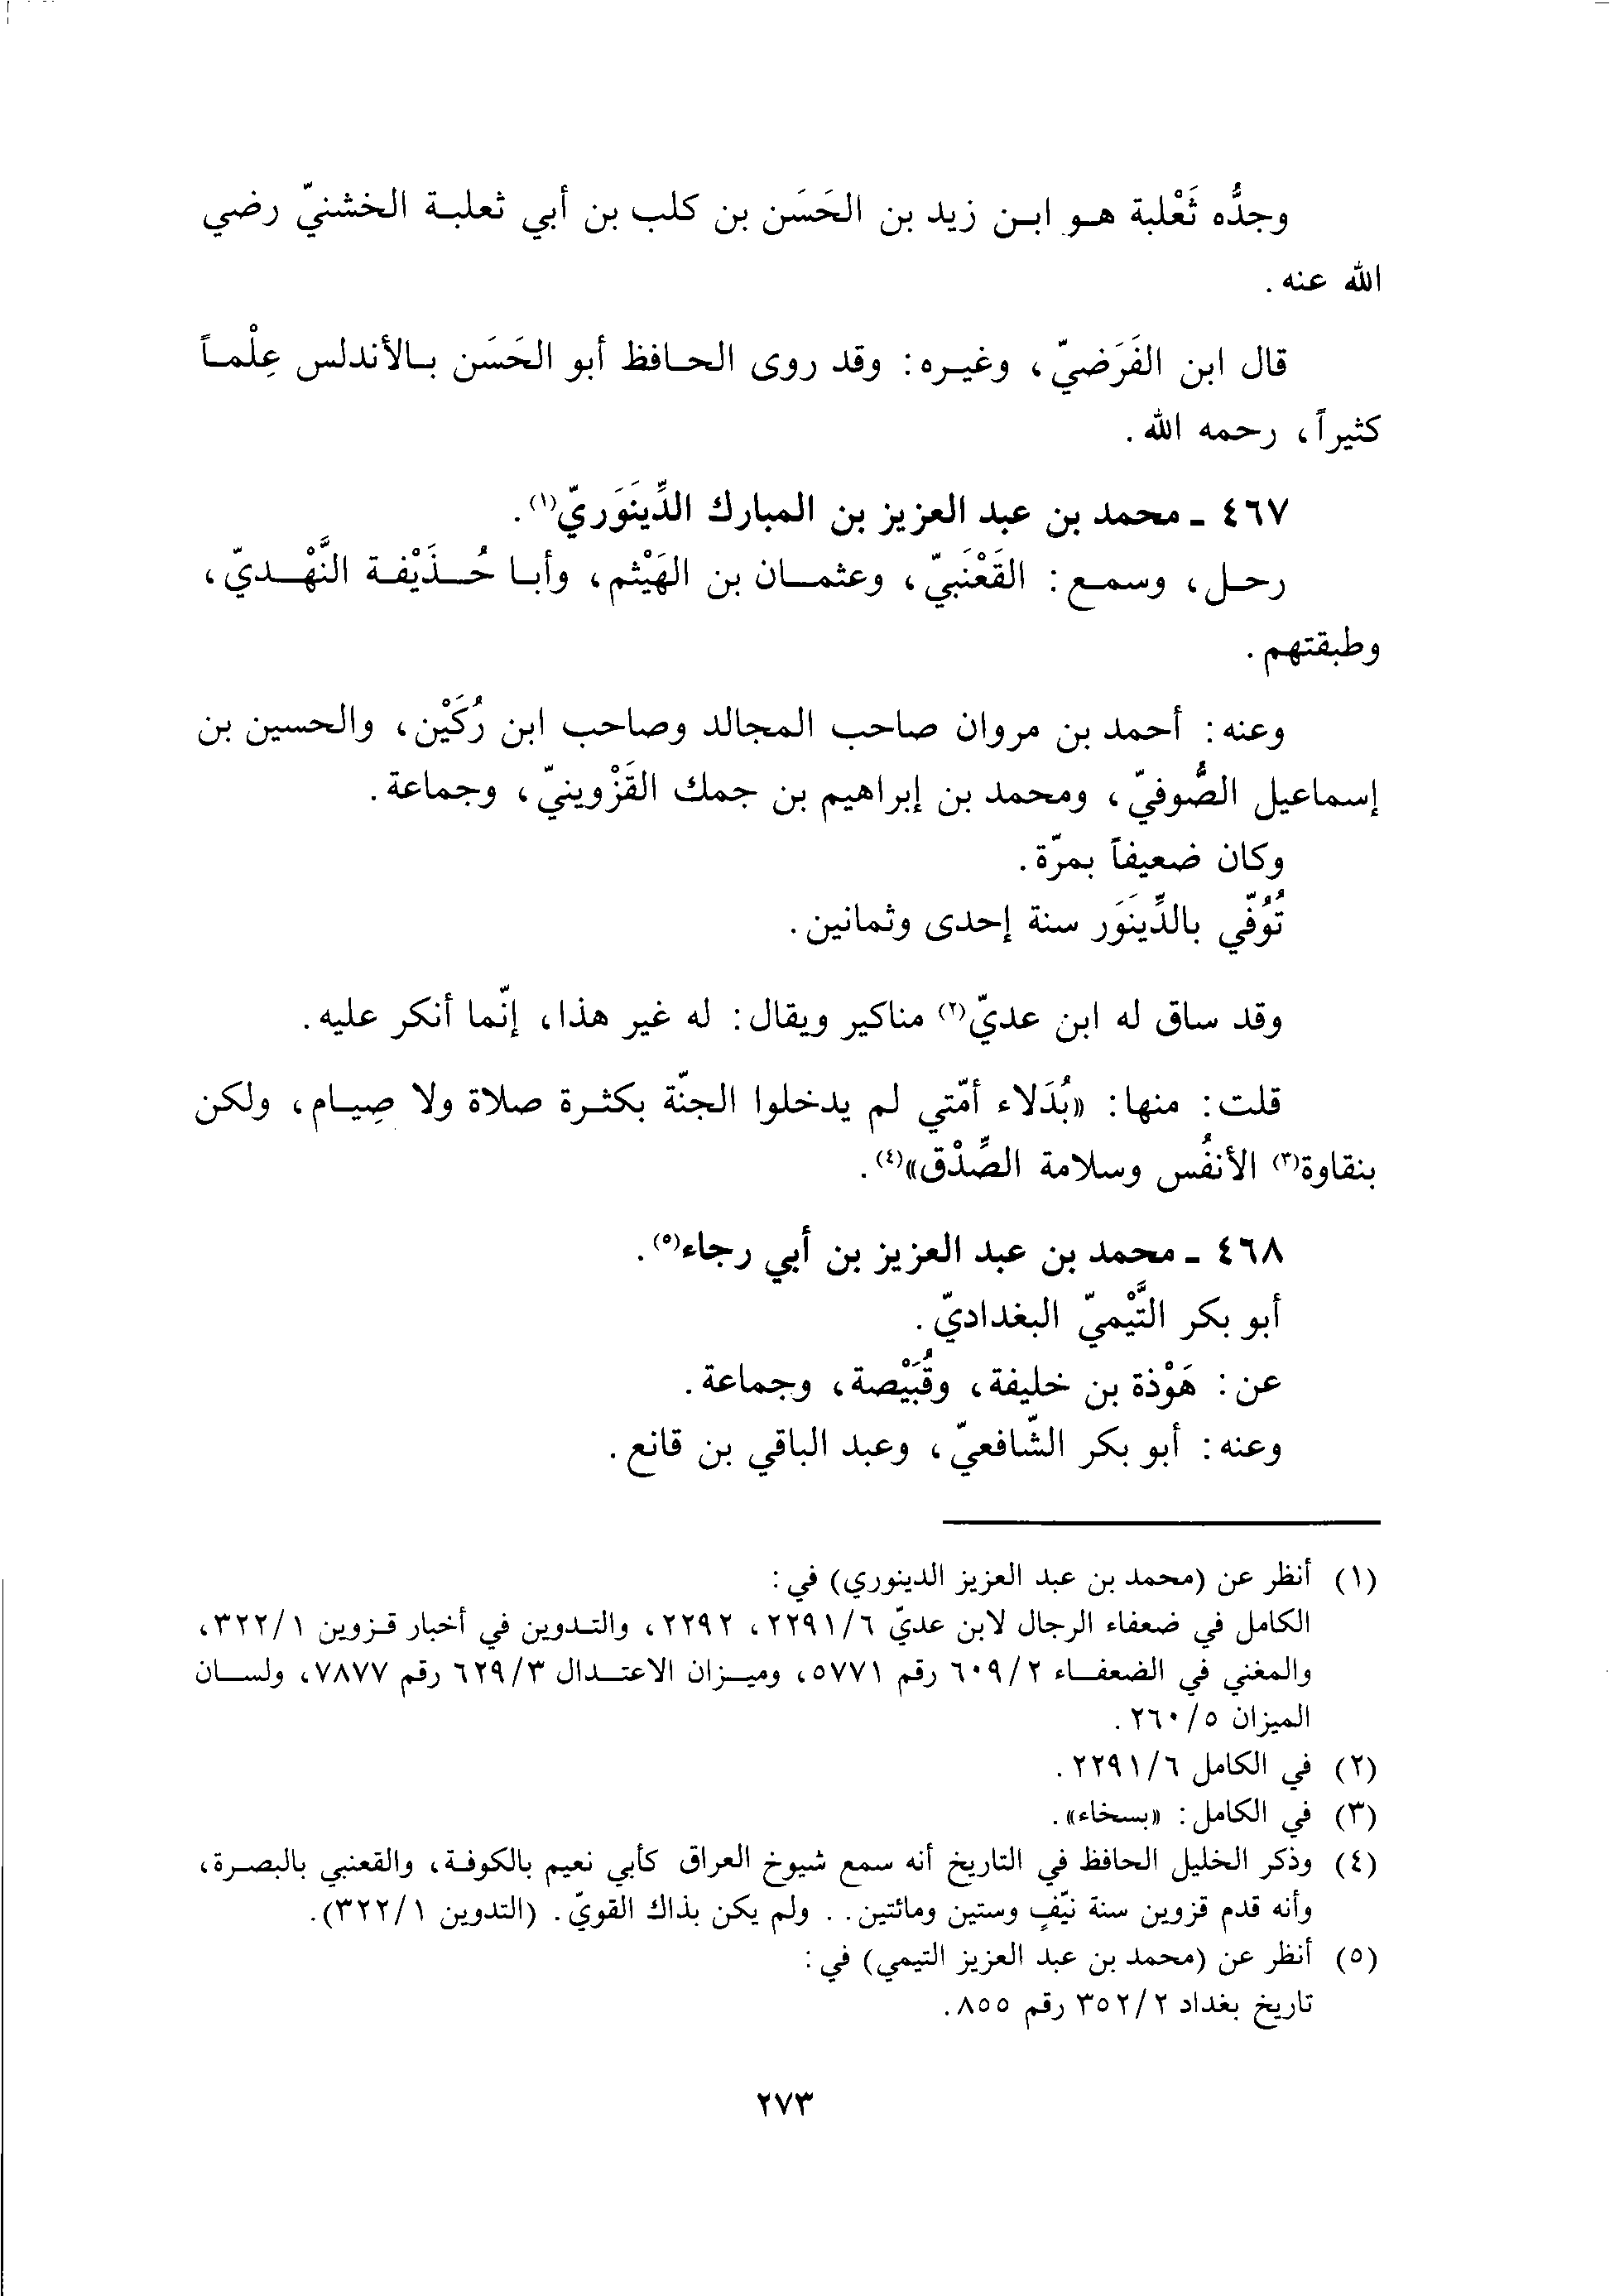 وجدُّه ثَعْلبة هو ابن زيد بن الحَسَن بن كلب بن أبي ثعلبة الخشنيّ رضي
الله عنه.
قال ابن الفَرَضيّ، وغيره: وقد روى الحافظ أبو الحَسَن بالأندلس عِلْماً
كثيراً، رحمه الله.
٤٦٧ ـ محمد بن عبد العزيز بن المبارك الدِّينَوَريّ(١).
رحل، وسمع: القَعْنَبيّ، وعثمان بن الهَيْثم، وأبا حُذَيْفة النَّهْديّ،
وطبقتهم.
وعنه: أحمد بن مروان صاحب المجالد وصاحب ابن رُكَيْن، والحسين بن
إسماعيل الصُّوفيّ، ومحمد بن إبراهيم بن جمك القَزْوينيّ، وجماعة.
وكان ضعيفاً بمرّة.
تُوُفّي بالدِّينَوَر سنة إحدى وثمانين.
وقد ساق له ابن عديّ(٢) مناكير ويقال: له غير هذا، إنّما أنكر عليه.
قلت: منها: «بُدَلاء أمّتي لم يدخلوا الجنّة بكثرة صلاة ولا صِيام، ولكن
بنقاوة(٣) الأنفُس وسلامة الصِّدْق»(٤).
٤٦٨ ـ محمد بن عبد العزيز بن أبي رجاء(٥).
أبو بكر التَّيْميّ البغداديّ.
عن: هَوْذة بن خليفة، وقُبَيْصة، وجماعة.
وعنه: أبو بكر الشّافعيّ، وعبد الباقي بن قانع.
(١) أنظر عن (محمد بن عبد العزيز الدينوري) في:
الكامل في ضعفاء الرجال لابن عديّ ٢٢٩١/٦، ٢٢٩٢، والتدوين في أخبار قزوين ٣٢٢/١،
والمغني في الضعفاء ٦٠٩/٢ رقم ٥٧٧١، وميزان الاعتدال ٦٢٩/٣ رقم ٧٨٧٧، ولسان
الميزان ٢٦٠/٥.
(٢) في الكامل ٢٢٩١/٦.
(٣) في الكامل: «بسخاء».
(٤) وذكر الخليل الحافظ في التاريخ أنه سمع شيوخ العراق كأبي نعيم بالكوفة، والقعنبي بالبصرة،
وأنه قدم قزوين سنة نيّفٍ وستين ومائتين.. ولم يكن بذاك القويّ. (التدوين ٣٢٢/١).
(٥) أنظر عن (محمد بن عبد العزيز التيمي) في:
تاريخ بغداد ٣٥٢/٢ رقم ٨٥٥.
٢٧٣